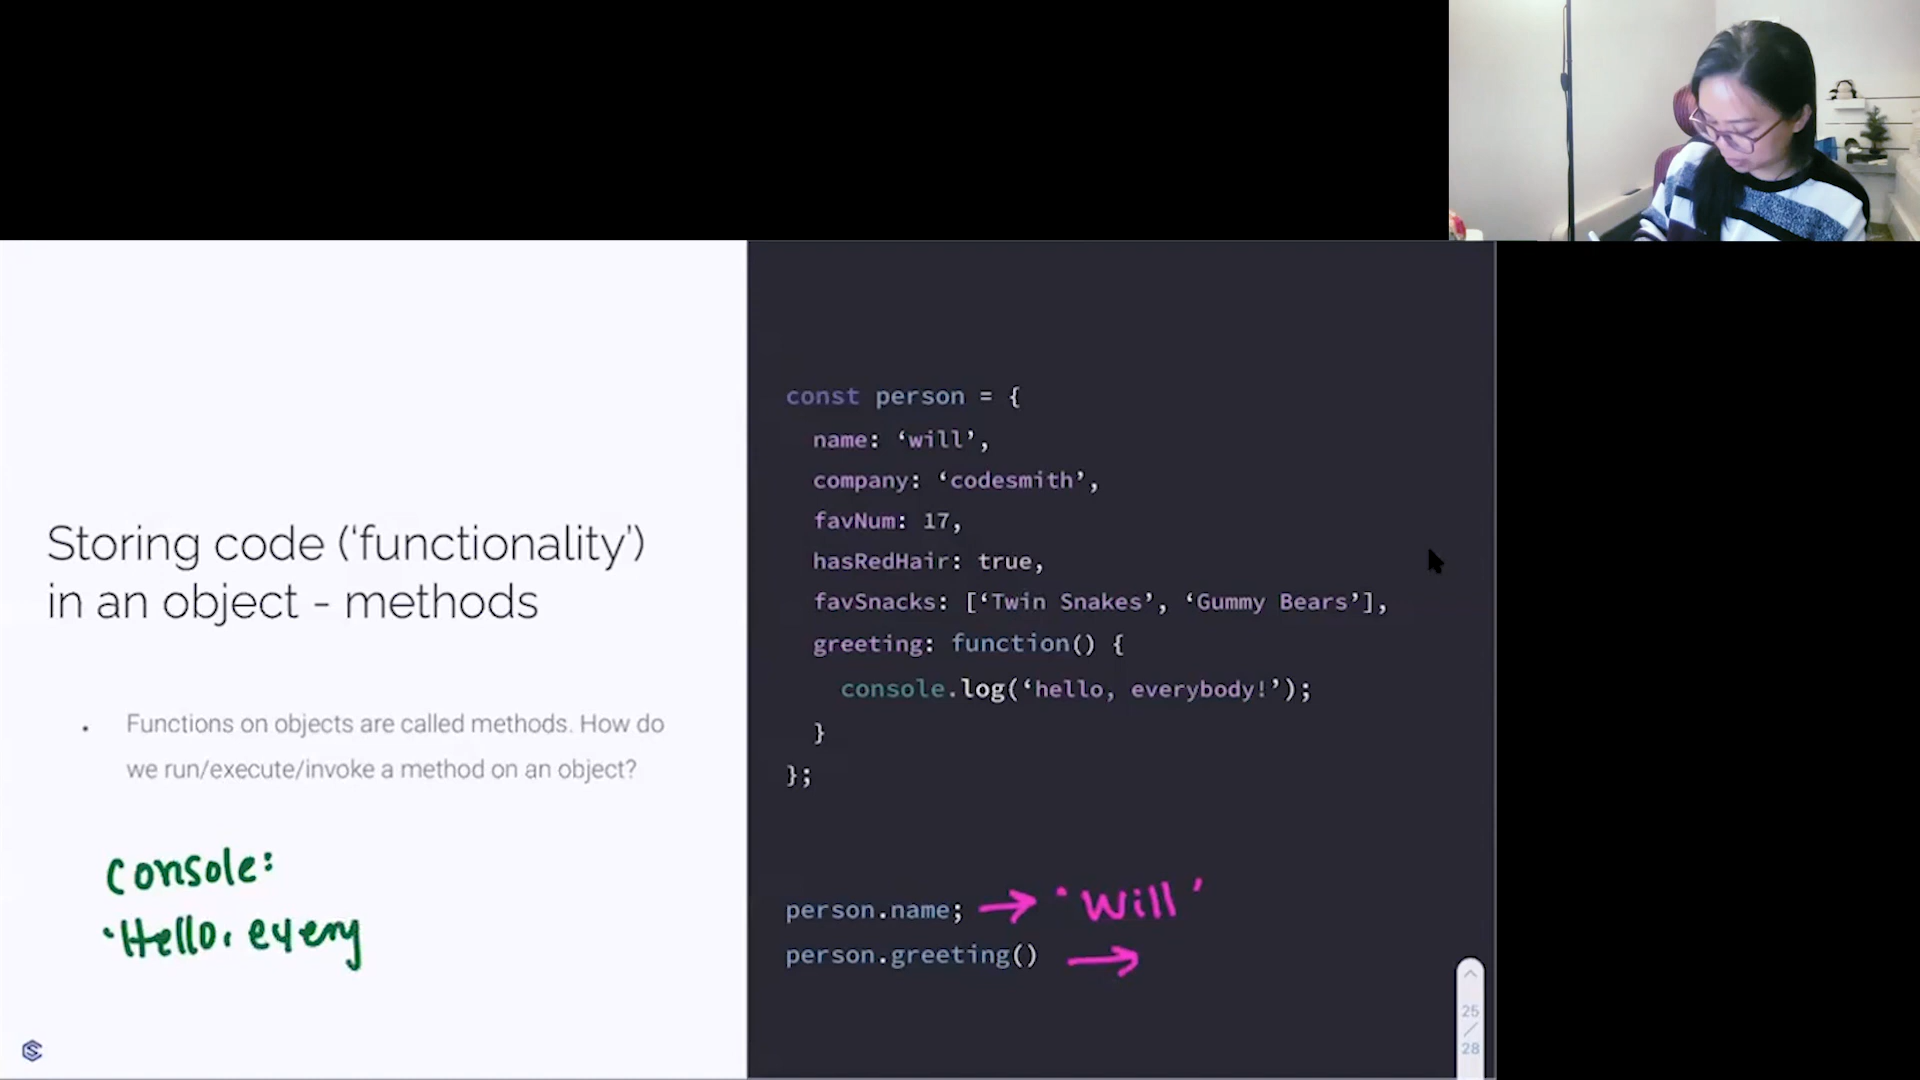 Storing code (‘functionality’)
in an object - methods
• Functions on objects are called methods. How do
we run/execute/invoke a method on an object?
Console:
'Hello, every
const person = {
name: ‘will’,
company: ‘codesmith’,
favNum: 17,
hasRedHair: true,
favSnacks: [‘Twin Snakes’, ‘Gummy Bears’],
greeting: function() {
console.log(‘hello, everybody!’);
}
};
person.name; → 'Will'
person.greeting() →
25
/
28